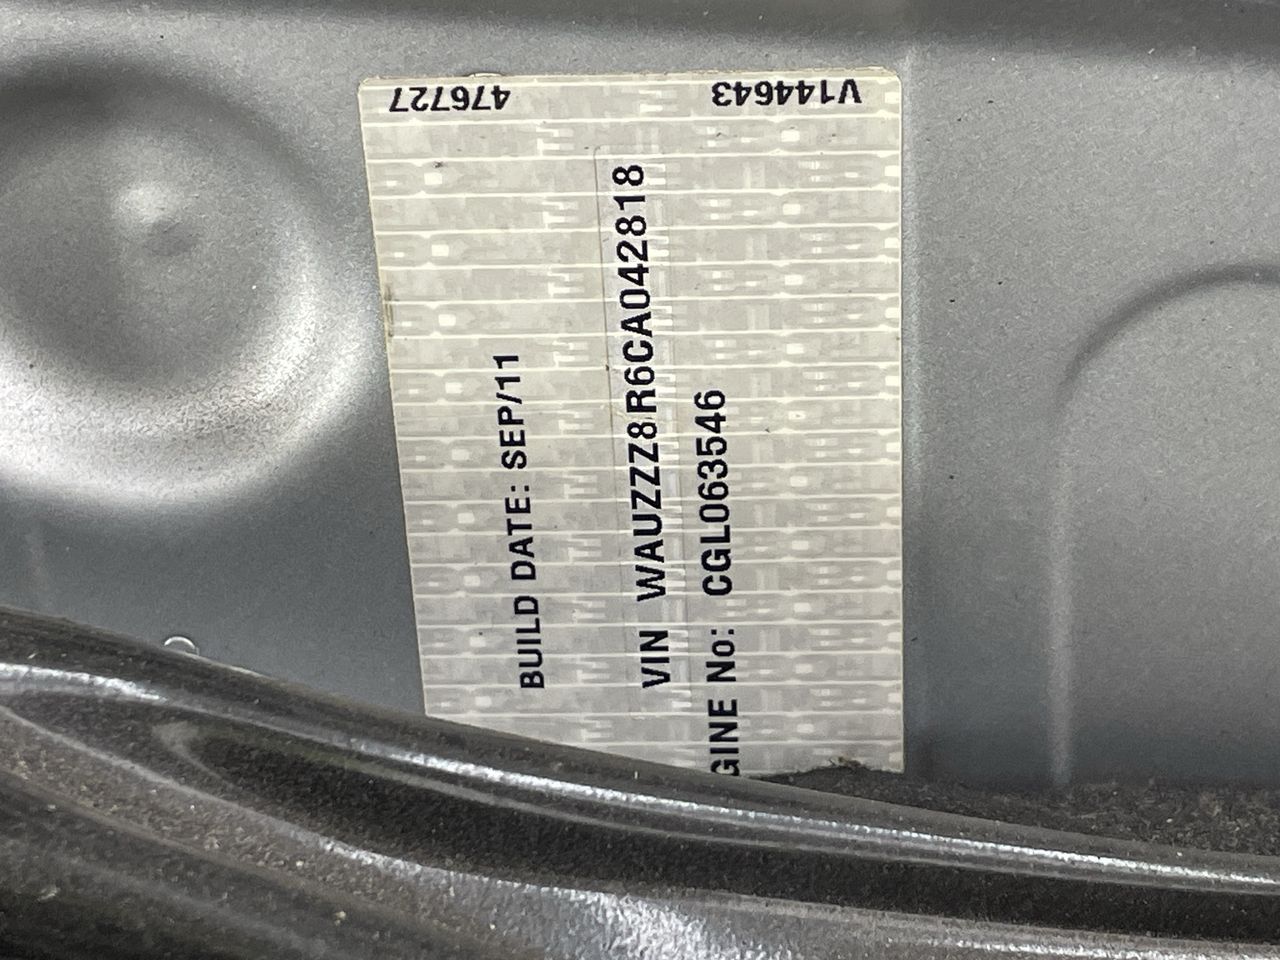 BUILD DATE: SEP/11
VIN WAUZZZ8R6CA042818
GINE No: CGL063546
476727
V144643